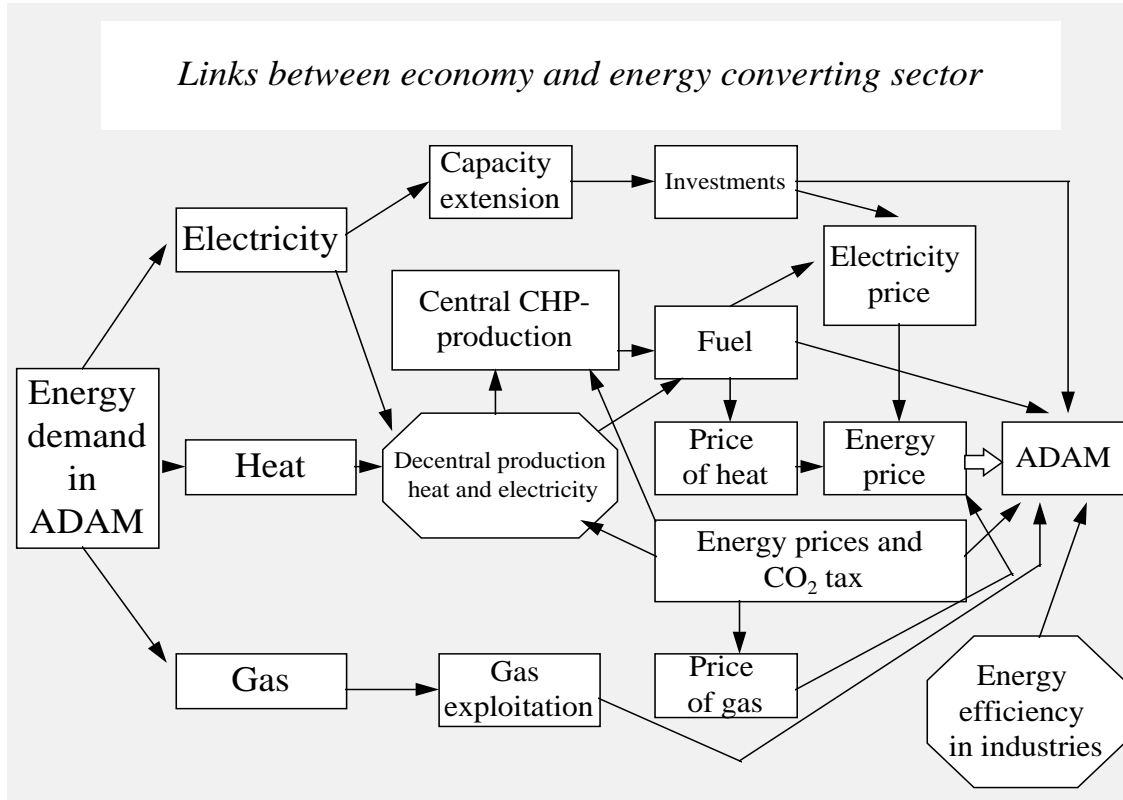 Links between economy and energy converting sector
Capacity
extension
Investments
Electricity
Electricity
price
Central CHP-
production
Fuel
Energy
demand
in
ADAM
Heat
Decentral production
heat and electricity
Price
of heat
Energy
price
ADAM
Energy prices and
CO₂ tax
Gas
Gas
exploitation
Price
of gas
Energy
efficiency
in industries